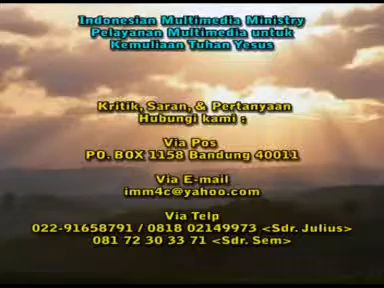 Indonesian Multimedia Ministry
Pelayanan Multimedia untuk
Kemuliaan Tuhan Yesus
Kritik, Saran, & Pertanyaan
Hubungi kami :
Via Pos
P.O. BOX 1158 Bandung 40011
Via E-mail
imm4c@yahoo.com
Via Telp
022-91658791 / 0818 02149973 <Sdr. Julius>
081 72 30 33 71 <Sdr. Sem>